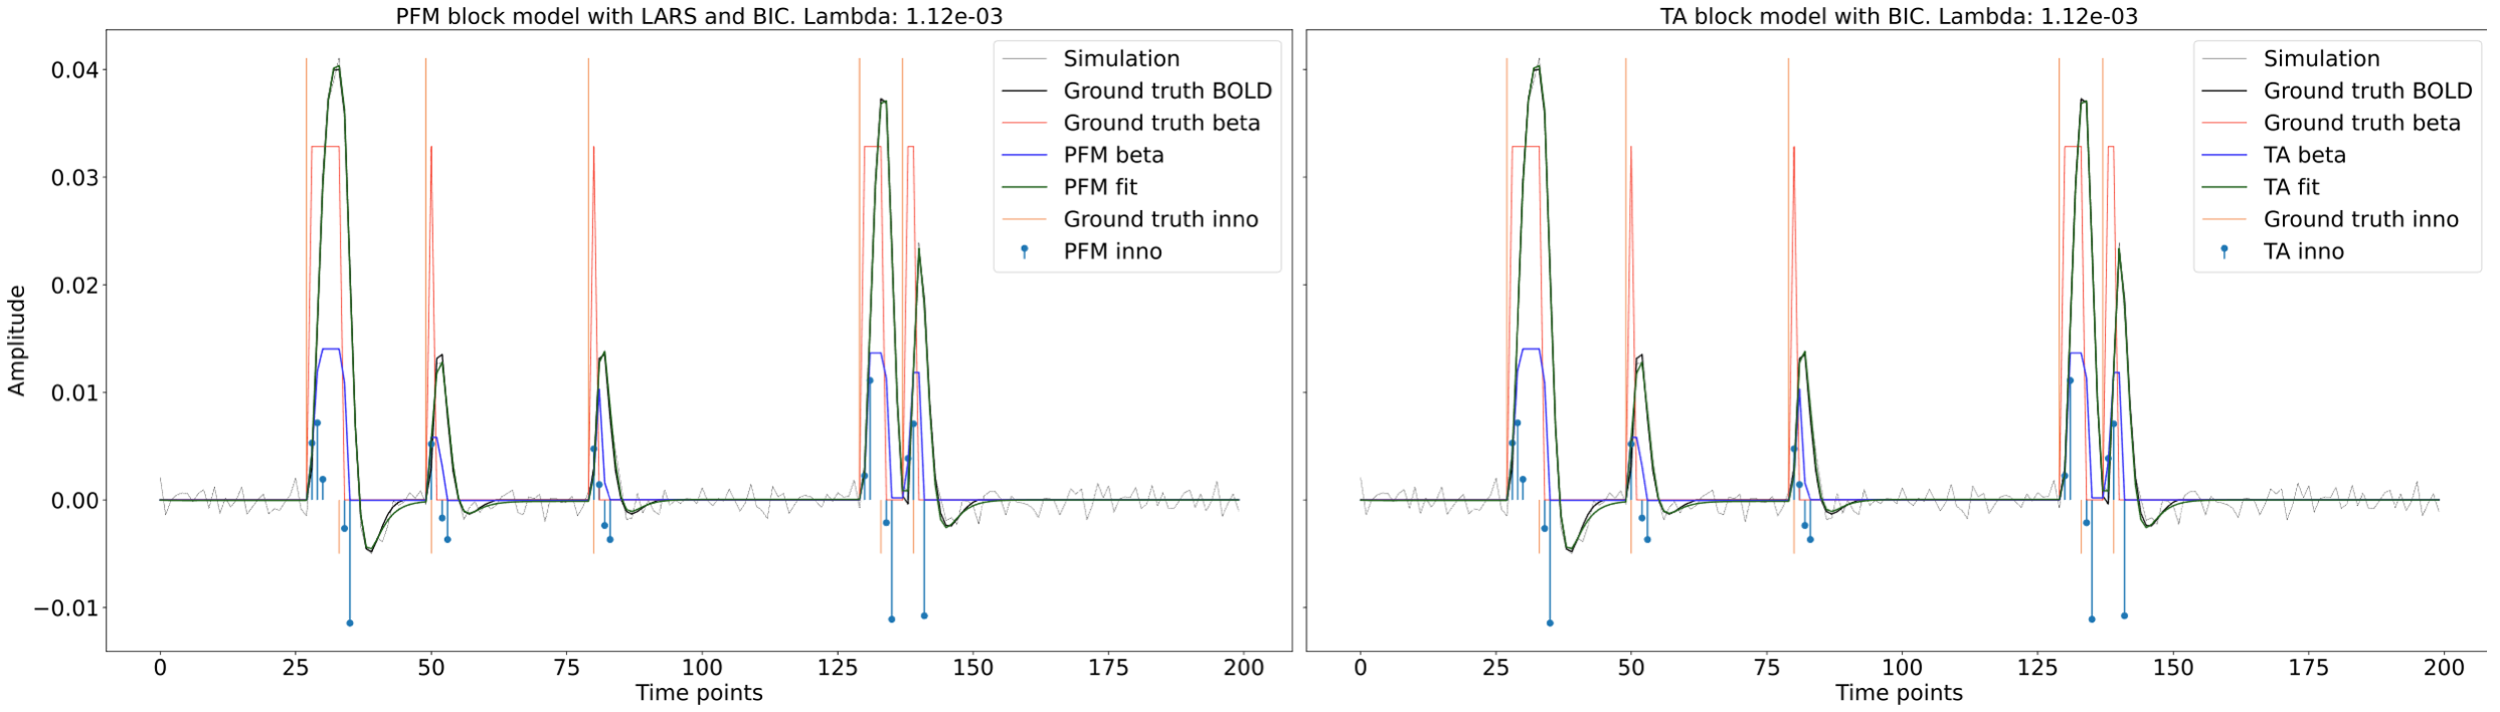 PFM block model with LARS and BIC. Lambda: 1.12e-03
Simulation
Ground truth BOLD
Ground truth beta
PFM beta
PFM fit
Ground truth inno
PFM inno
Amplitude
0.04
0.03
0.02
0.01
0.00
−0.01
0 25 50 75 100 125 150 175 200
Time points
TA block model with BIC. Lambda: 1.12e-03
Simulation
Ground truth BOLD
Ground truth beta
TA beta
TA fit
Ground truth inno
TA inno
0 25 50 75 100 125 150 175 200
Time points